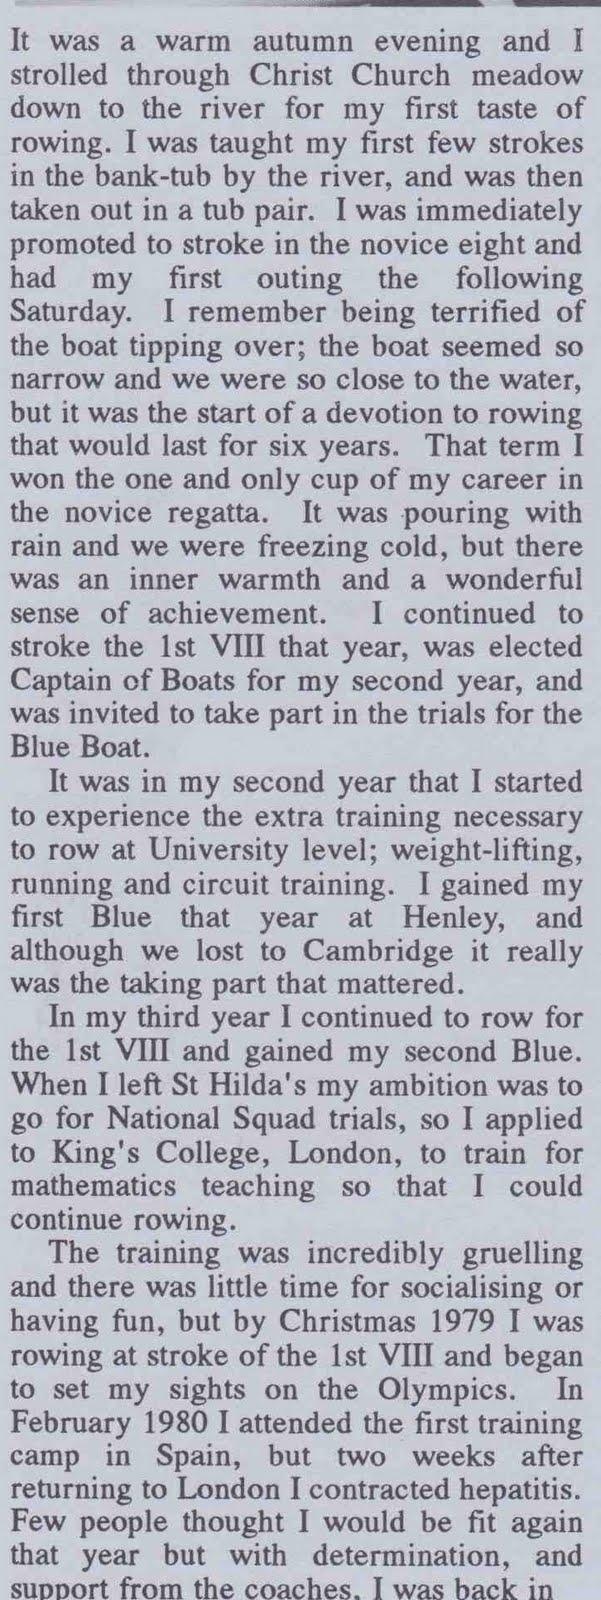 It was a warm autumn evening and I
strolled through Christ Church meadow
down to the river for my first taste of
rowing. I was taught my first few strokes
in the bank-tub by the river, and was then
taken out in a tub pair. I was immediately
promoted to stroke in the novice eight and
had my first outing the following
Saturday. I remember being terrified of
the boat tipping over; the boat seemed so
narrow and we were so close to the water,
but it was the start of a devotion to rowing
that would last for six years. That term I
won the one and only cup of my career in
the novice regatta. It was pouring with
rain and we were freezing cold, but there
was an inner warmth and a wonderful
sense of achievement. I continued to
stroke the 1st VIII that year, was elected
Captain of Boats for my second year, and
was invited to take part in the trials for the
Blue Boat.
It was in my second year that I started
to experience the extra training necessary
to row at University level; weight-lifting,
running and circuit training. I gained my
first Blue that year at Henley, and
although we lost to Cambridge it really
was the taking part that mattered.
In my third year I continued to row for
the 1st VIII and gained my second Blue.
When I left St Hilda's my ambition was to
go for National Squad trials, so I applied
to King's College, London, to train for
mathematics teaching so that I could
continue rowing.
The training was incredibly gruelling
and there was little time for socialising or
having fun, but by Christmas 1979 I was
rowing at stroke of the 1st VIII and began
to set my sights on the Olympics. In
February 1980 I attended the first training
camp in Spain, but two weeks after
returning to London I contracted hepatitis.
Few people thought I would be fit again
that year but with determination, and
support from the coaches, I was back in